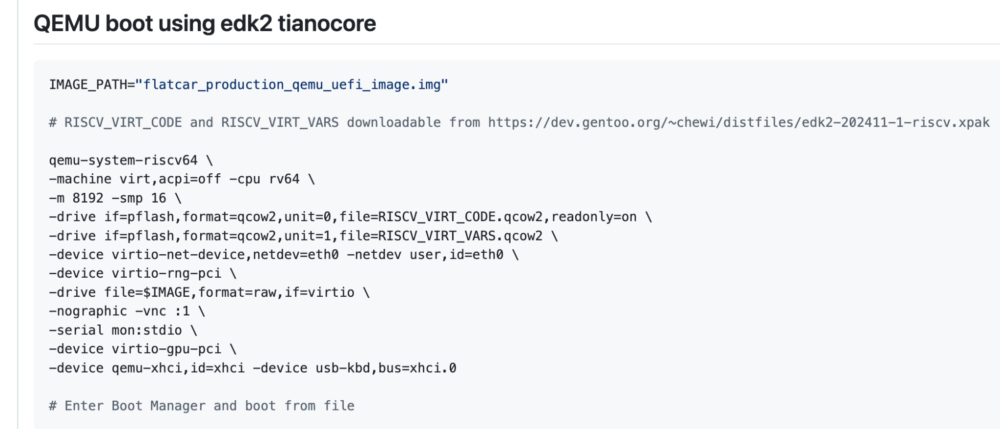 QEMU boot using edk2 tianocore
IMAGE_PATH="flatcar_production_qemu_uefi_image.img"
# RISCV_VIRT_CODE and RISCV_VIRT_VARS downloadable from https://dev.gentoo.org/~chewi/distfiles/edk2-202411-1-riscv.xpak
qemu-system-riscv64 \
-machine virt,acpi=off -cpu rv64 \
-m 8192 -smp 16 \
-drive if=pflash,format=qcow2,unit=0,file=RISCV_VIRT_CODE.qcow2,readonly=on \
-drive if=pflash,format=qcow2,unit=1,file=RISCV_VIRT_VARS.qcow2 \
-device virtio-net-device,netdev=eth0 -netdev user,id=eth0 \
-device virtio-rng-pci \
-drive file=$IMAGE,format=raw,if=virtio \
-nographic -vnc :1 \
-serial mon:stdio \
-device virtio-gpu-pci \
-device qemu-xhci,id=xhci -device usb-kbd,bus=xhci.0
# Enter Boot Manager and boot from file